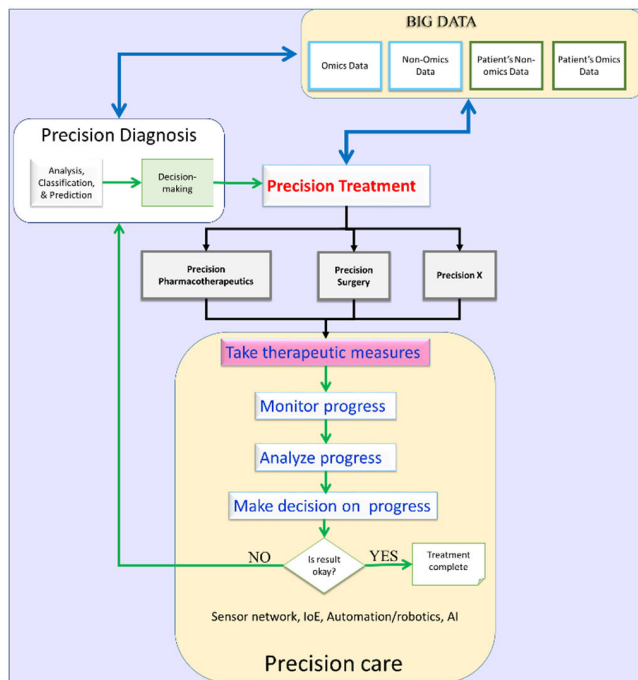 BIG DATA
Omics Data
Non-Omics
Data
Patient's Non-
omics Data
Patient's Omics
Data
Precision Diagnosis
Analysis,
Classification,
& Prediction
Decision-
making
Precision Treatment
Precision
Pharmacotherapeutics
Precision
Surgery
Precision X
Take therapeutic measures
Monitor progress
Analyze progress
Make decision on progress
NO
Is result
okay?
YES
Treatment
complete
Sensor network, IoE, Automation/robotics, AI
Precision care